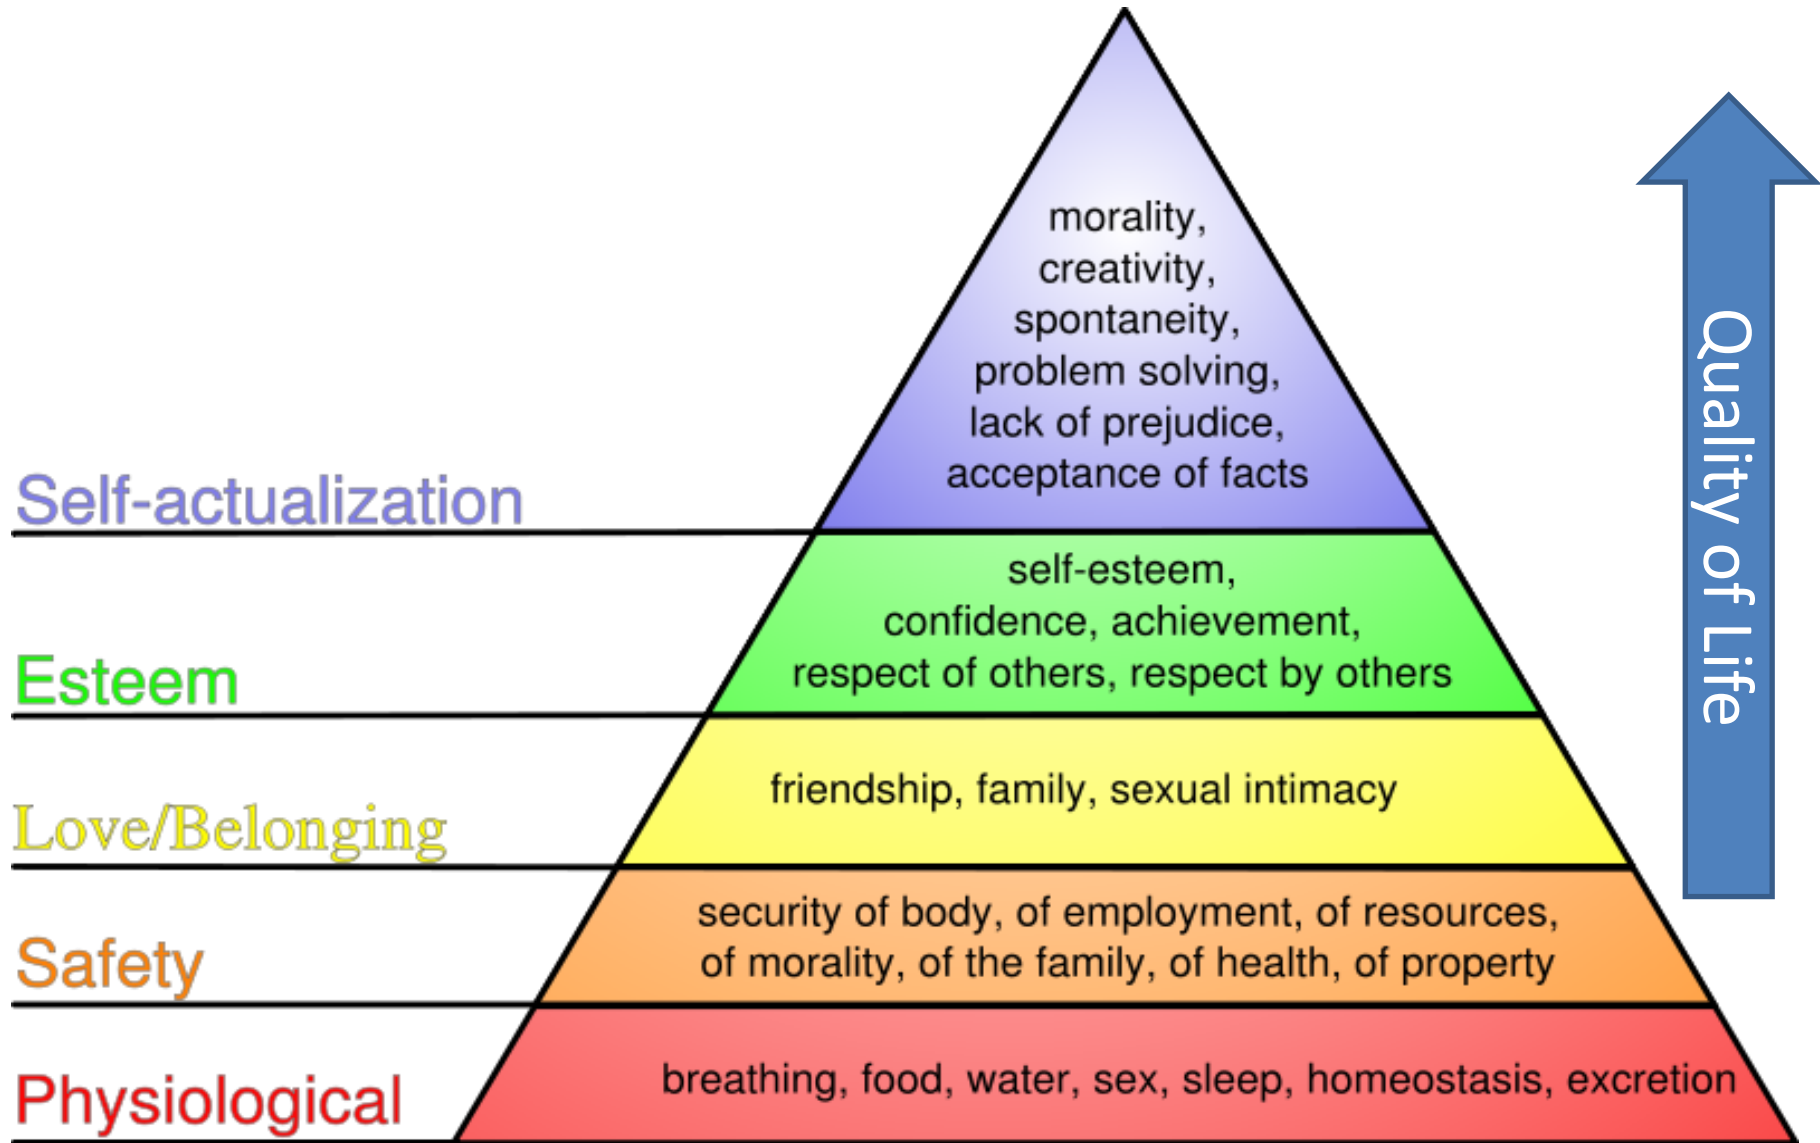 morality,
creativity,
spontaneity,
problem solving,
lack of prejudice,
acceptance of facts
Self-actualization
self-esteem,
confidence, achievement,
respect of others, respect by others
Esteem
friendship, family, sexual intimacy
Love/Belonging
security of body, of employment, of resources,
of morality, of the family, of health, of property
Safety
breathing, food, water, sex, sleep, homeostasis, excretion
Physiological
Quality of Life